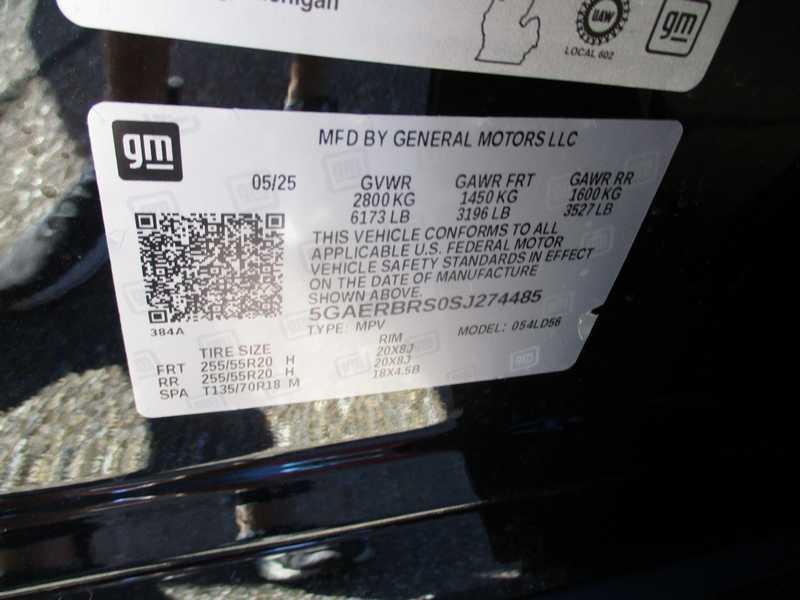 Michigan
UAW
LOCAL 602
gm
gm
MFD BY GENERAL MOTORS LLC
05/25 GVWR GAWR FRT GAWR RR
2800 KG 1450 KG 1600 KG
6173 LB 3196 LB 3527 LB
THIS VEHICLE CONFORMS TO ALL
APPLICABLE U.S. FEDERAL MOTOR
VEHICLE SAFETY STANDARDS IN EFFECT
ON THE DATE OF MANUFACTURE
SHOWN ABOVE.
5GAERBRS0SJ274485
384A
TYPE: MPV MODEL: 054LD56
TIRE SIZE RIM
FRT 255/55R20 H 20X8J
RR 255/55R20 H 20X8J
SPA T135/70R18 M 18X4.5B